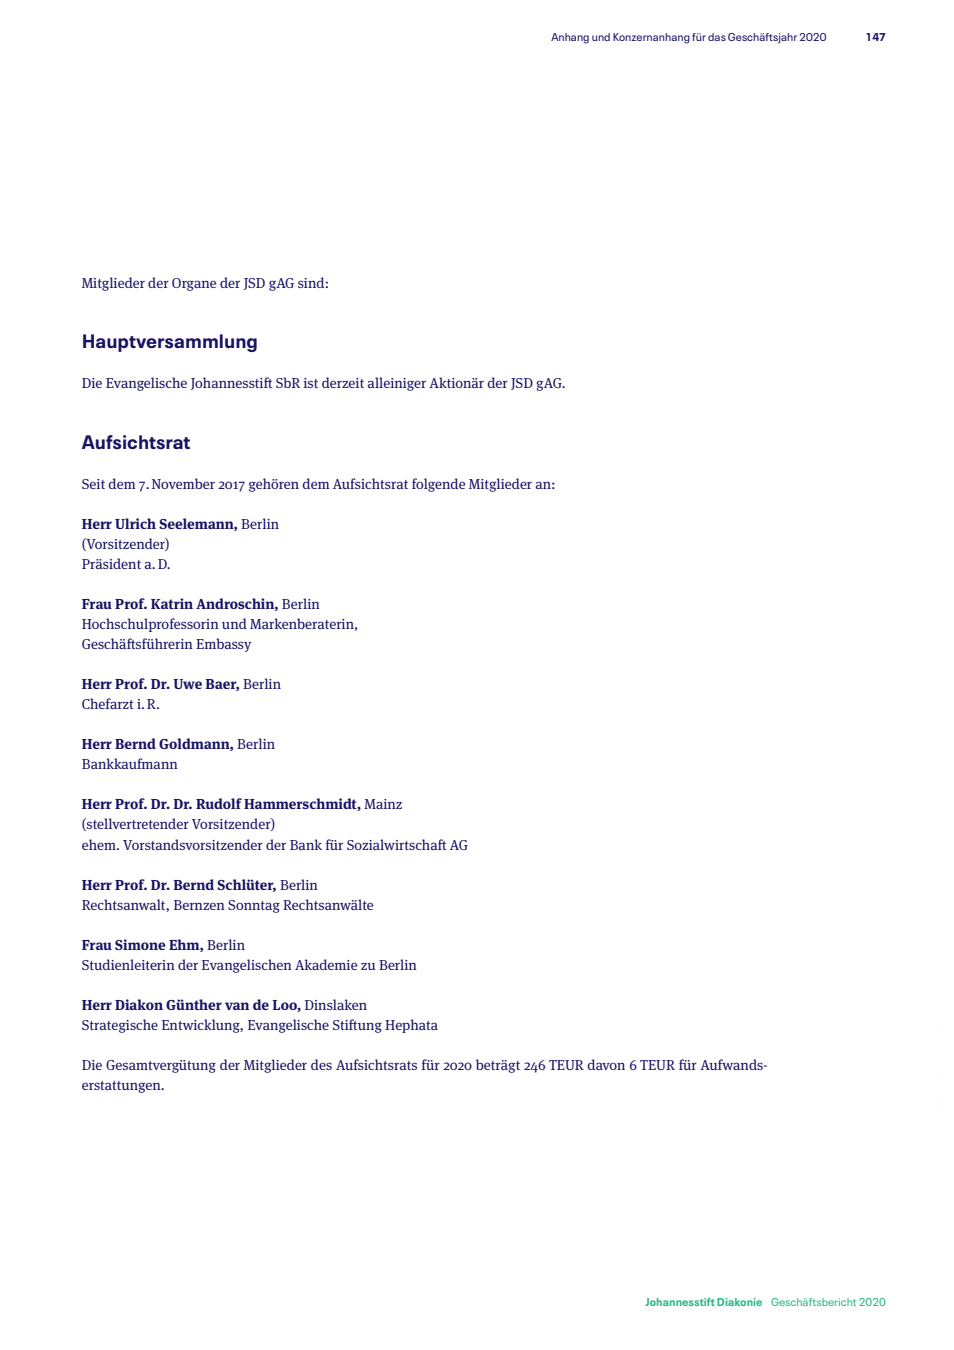 Anhang und Konzernanhang für das Geschäftsjahr 2020 147
Mitglieder der Organe der JSD gAG sind:
Hauptversammlung
Die Evangelische Johannesstift SbR ist derzeit alleiniger Aktionär der JSD gAG.
Aufsichtsrat
Seit dem 7. November 2017 gehören dem Aufsichtsrat folgende Mitglieder an:
Herr Ulrich Seelemann, Berlin
(Vorsitzender)
Präsident a. D.
Frau Prof. Katrin Androschin, Berlin
Hochschulprofessorin und Markenberaterin,
Geschäftsführerin Embassy
Herr Prof. Dr. Uwe Baer, Berlin
Chefarzt i. R.
Herr Bernd Goldmann, Berlin
Bankkaufmann
Herr Prof. Dr. Dr. Rudolf Hammerschmidt, Mainz
(stellvertretender Vorsitzender)
ehem. Vorstandsvorsitzender der Bank für Sozialwirtschaft AG
Herr Prof. Dr. Bernd Schlüter, Berlin
Rechtsanwalt, Bernzen Sonntag Rechtsanwälte
Frau Simone Ehm, Berlin
Studienleiterin der Evangelischen Akademie zu Berlin
Herr Diakon Günther van de Loo, Dinslaken
Strategische Entwicklung, Evangelische Stiftung Hephata
Die Gesamtvergütung der Mitglieder des Aufsichtsrats für 2020 beträgt 246 TEUR davon 6 TEUR für Aufwands-
erstattungen.
Johannesstift Diakonie Geschäftsbericht 2020